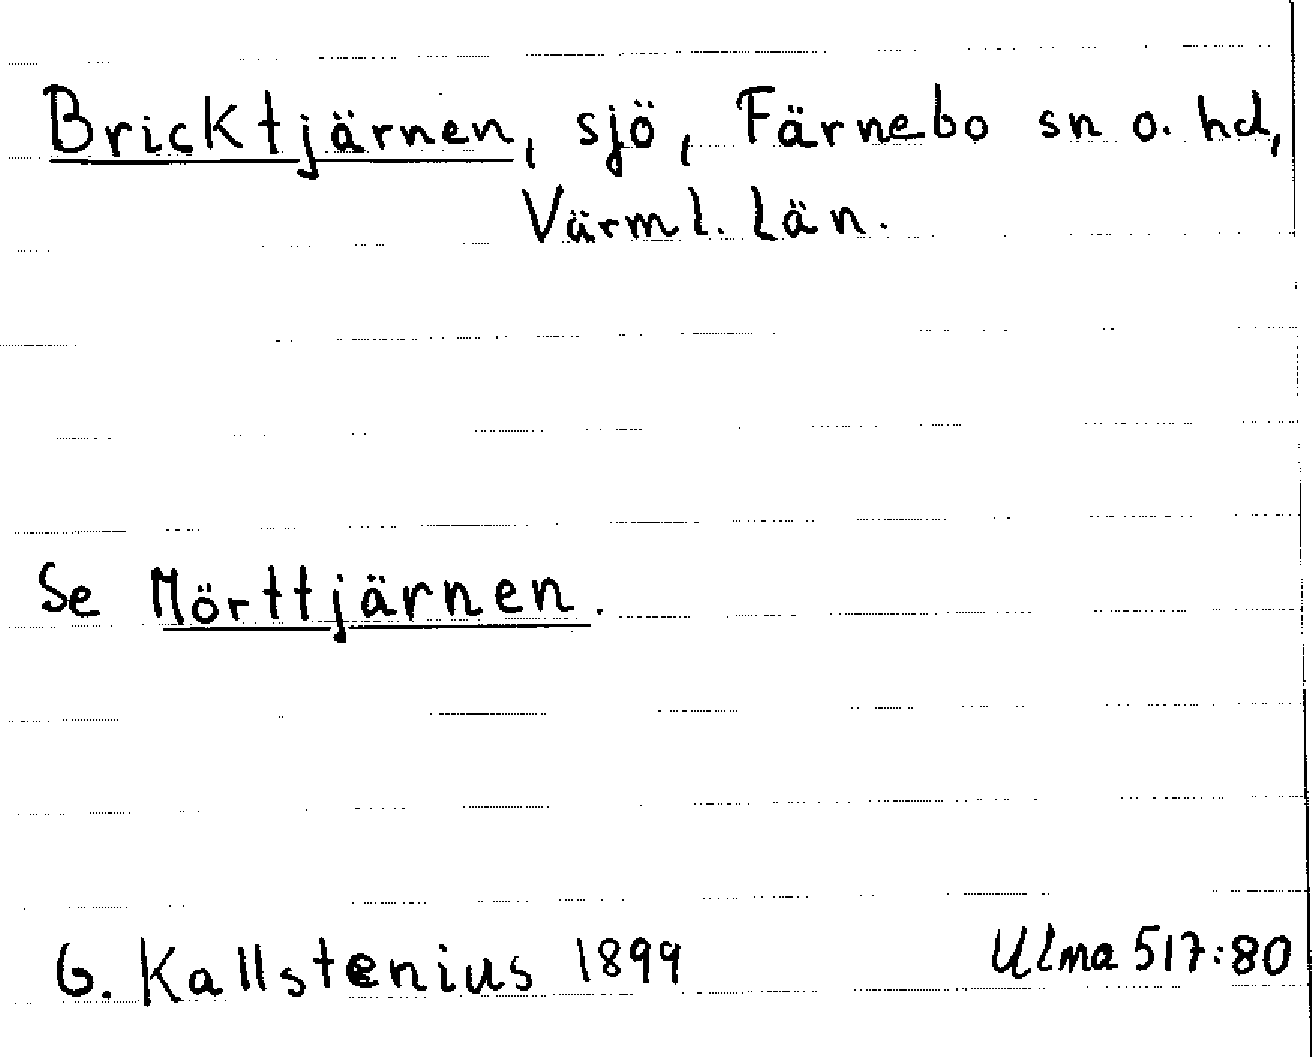 Bricktjärnen, sjö, Färnebo sn o. hd,
Värml. län.
Se Mörttjärnen.
G. Kallstenius 1899 Ulma 517:80